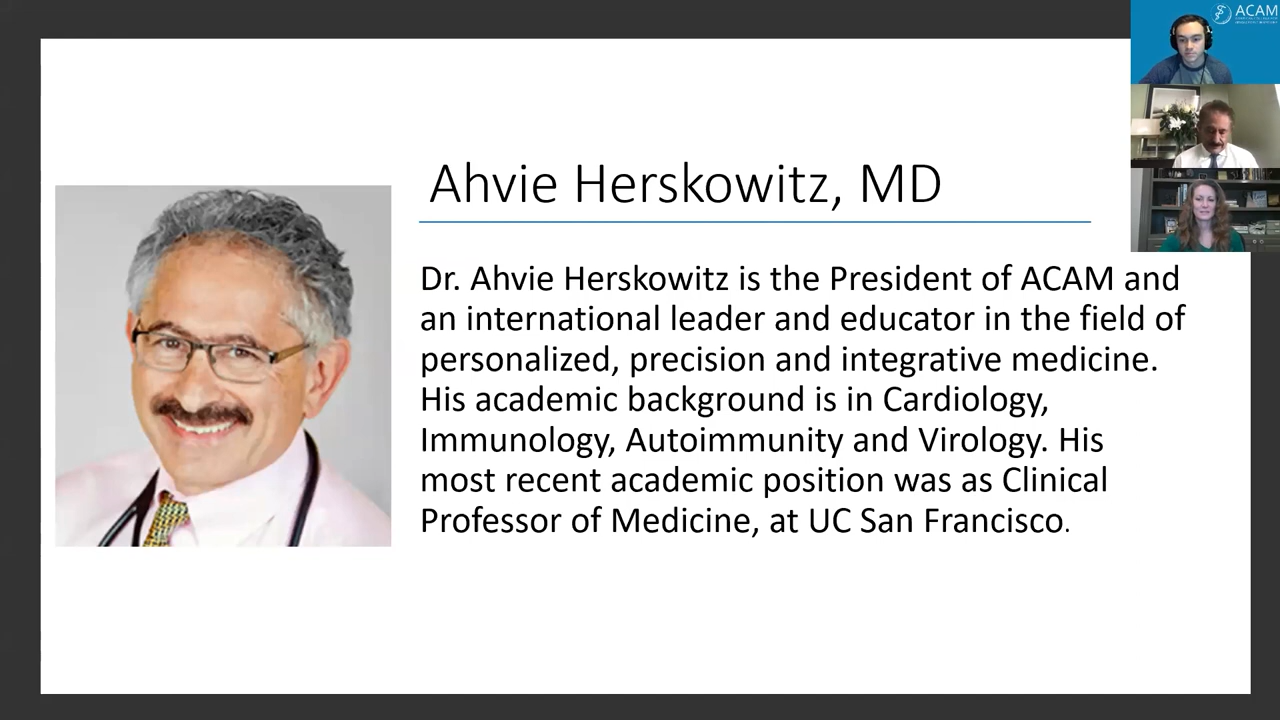 ACAM
Ahvie Herskowitz, MD
Dr. Ahvie Herskowitz is the President of ACAM and
an international leader and educator in the field of
personalized, precision and integrative medicine.
His academic background is in Cardiology,
Immunology, Autoimmunity and Virology. His
most recent academic position was as Clinical
Professor of Medicine, at UC San Francisco.